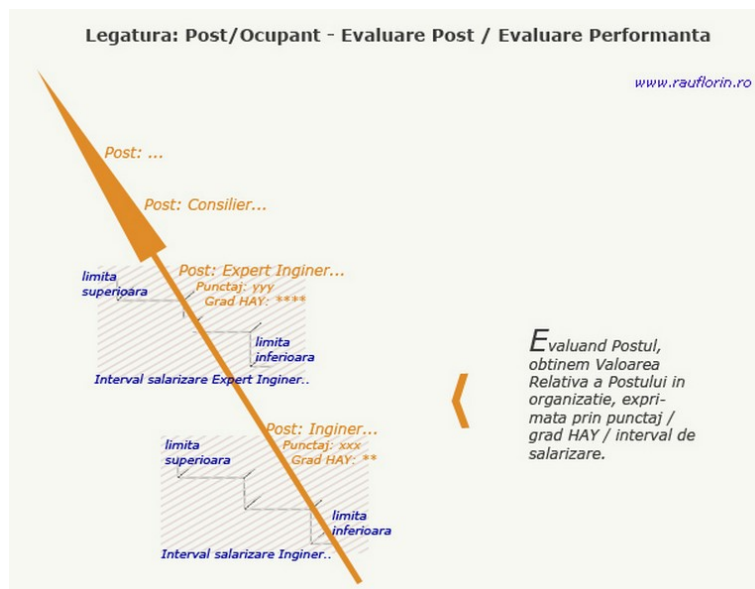 Legatura: Post/Ocupant - Evaluare Post / Evaluare Performanta
www.rauflorin.ro
Post: ...
Post: Consilier...
Post: Expert Inginer...
Punctaj: yyy
Grad HAY: ****
limita
superioara
limita
inferioara
Interval salarizare Expert Inginer..
Evaluand Postul,
obtinem Valoarea
Relativa a Postului in
organizatie, expri-
mata prin punctaj /
grad HAY / interval de
salarizare.
Post: Inginer...
Punctaj: xxx
Grad HAY: **
limita
superioara
limita
inferioara
Interval salarizare Inginer..